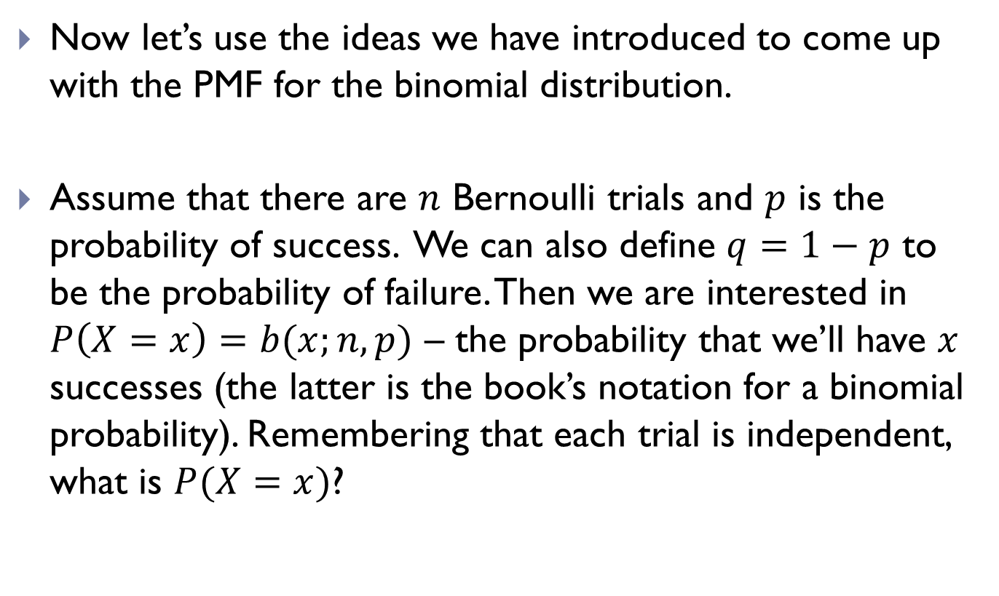 Now let’s use the ideas we have introduced to come up
with the PMF for the binomial distribution.
Assume that there are n Bernoulli trials and p is the
probability of success. We can also define q = 1 − p to
be the probability of failure. Then we are interested in
P(X = x) = b(x; n, p) – the probability that we’ll have x
successes (the latter is the book’s notation for a binomial
probability). Remembering that each trial is independent,
what is P(X = x)?